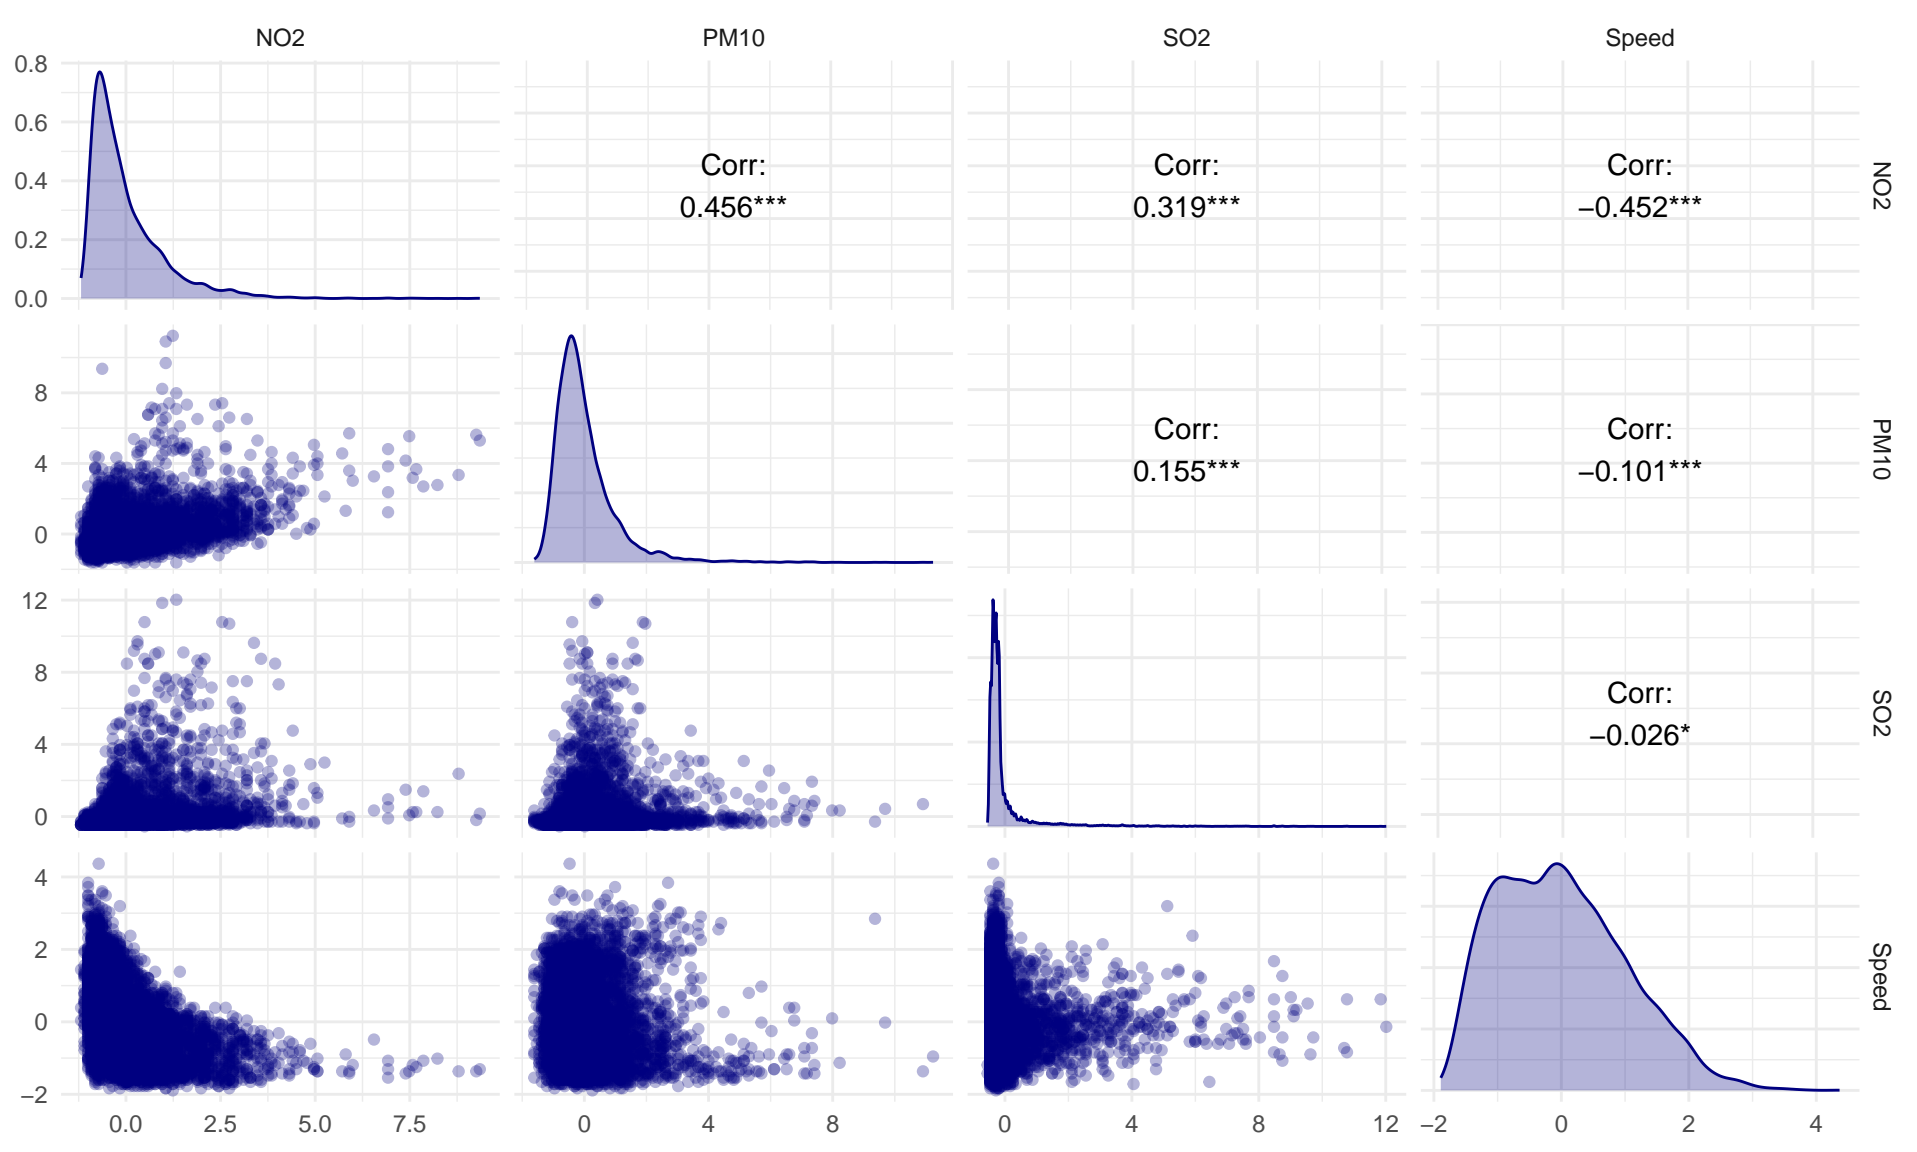 NO2 PM10 SO2 Speed
0.8
0.6
0.4
0.2
0.0
Corr:
0.456***
Corr:
0.319***
Corr:
−0.452***
NO2
8
4
0
Corr:
0.155***
Corr:
−0.101***
PM10
12
8
4
0
Corr:
−0.026*
SO2
4
2
0
−2
Speed
0.0 2.5 5.0 7.5 0 4 8 0 4 8 12 −2 0 2 4